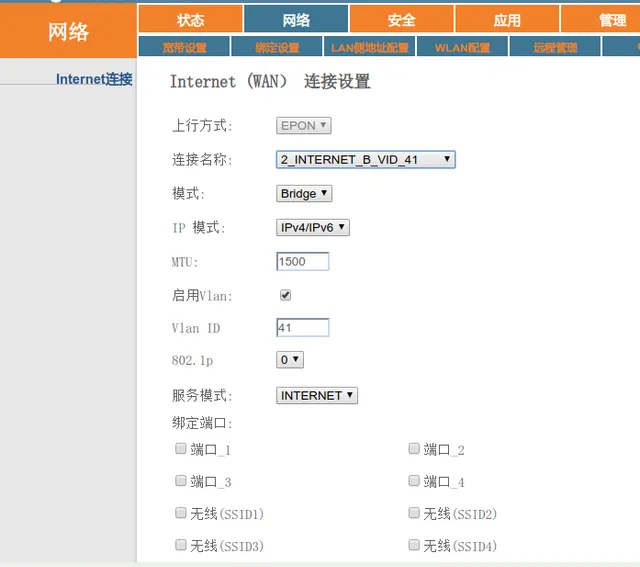 网络
状态 网络 安全 应用 管理
宽带设置 绑定设置 LAN侧地址配置 WLAN配置 远程管理
Internet连接
Internet (WAN) 连接设置
上行方式: EPON
连接名称: 2_INTERNET_B_VID_41
模式: Bridge
IP 模式: IPv4/IPv6
MTU: 1500
启用Vlan:
Vlan ID 41
802.1p 0
服务模式: INTERNET
绑定端口:
端口_1 端口_2
端口_3 端口_4
无线(SSID1) 无线(SSID2)
无线(SSID3) 无线(SSID4)